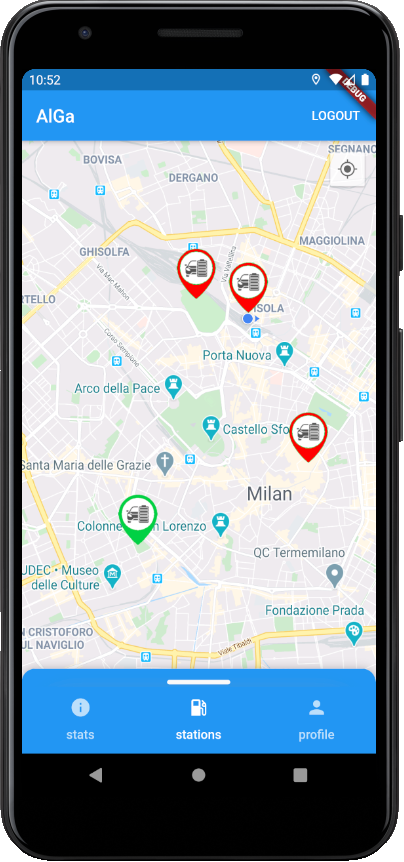 10:52
DEBUG
AlGa
LOGOUT
SEGNANO
BOVISA
DERGANO
MAGGIOLINA
GHISOLFA
Via Valtellina
Via Mac Mahon
RTELLO
ISOLA
Corso Sempione
Porta Nuova
Arco della Pace
Castello Sfo
Santa Maria delle Grazie
Milan
Colonne
n Lorenzo
QC Termemilano
UDEC • Museo
delle Culture
Fondazione Prada
N CRISTOFORO
UL NAVIGLIO
Viale Tibaldi
stats
stations
profile